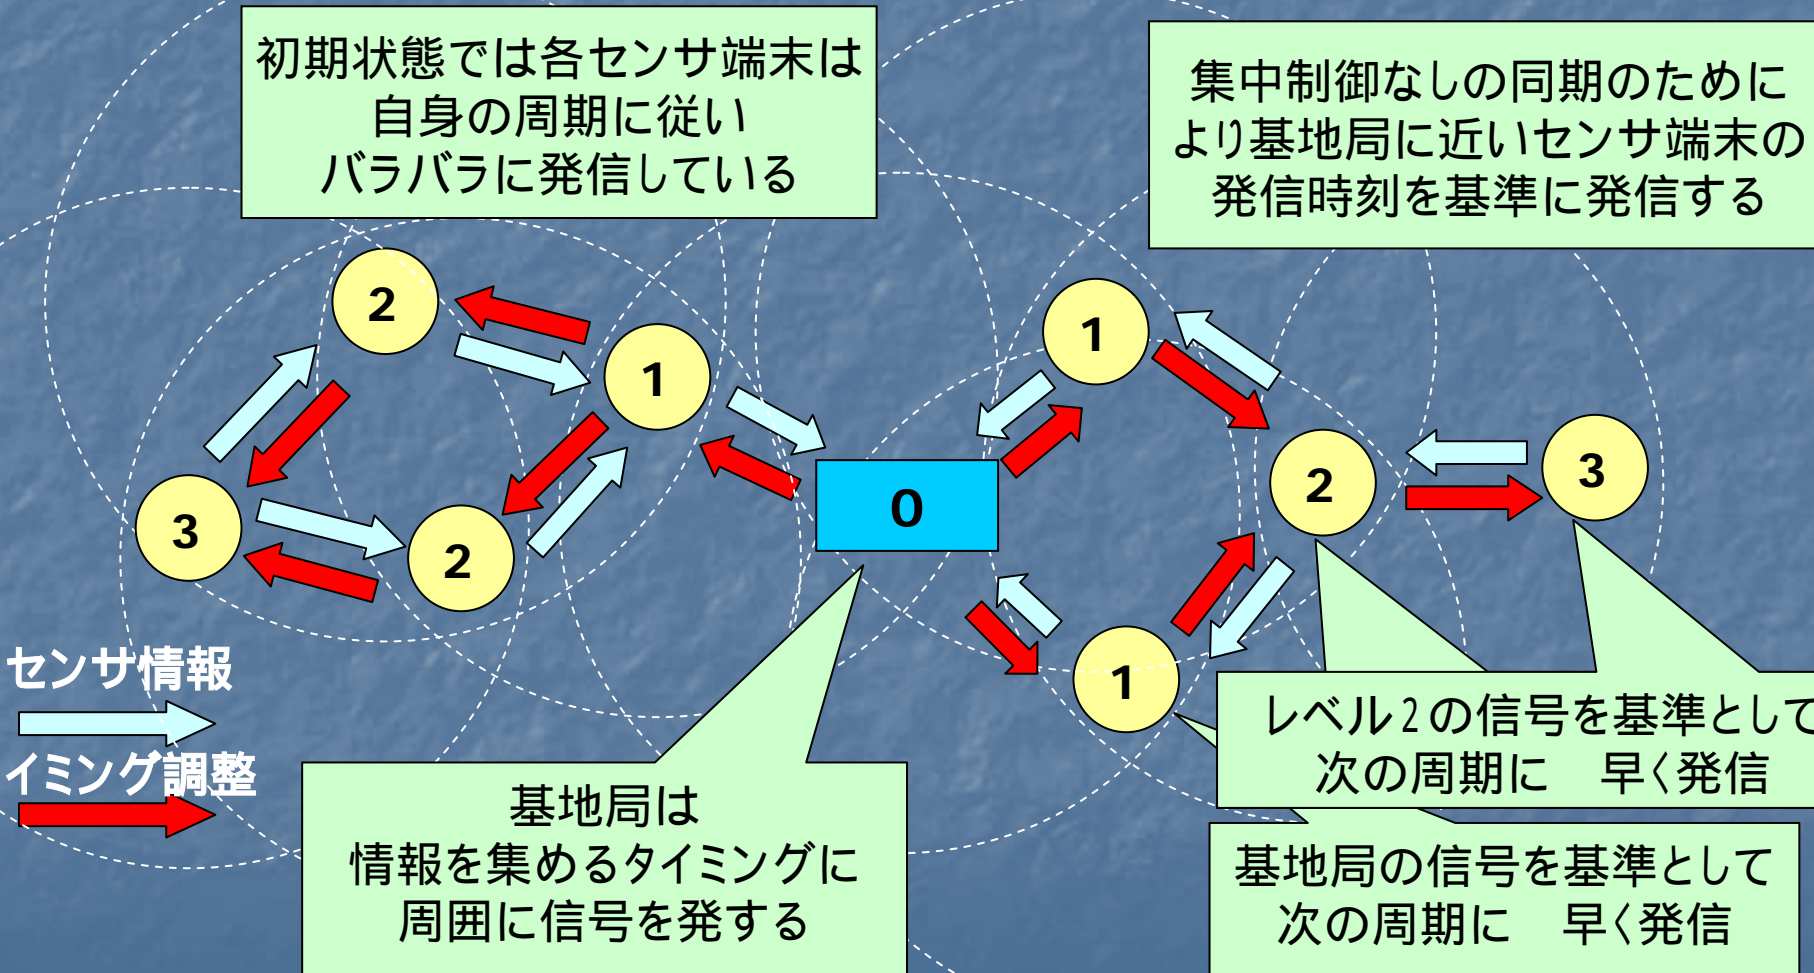 初期状態では各センサ端末は
自身の周期に従い
バラバラに発信している
集中制御なしの同期のために
より基地局に近いセンサ端末の
発信時刻を基準に発信する
2
1
1
3
2
0
2
3
1
センサ情報
イミング調整
基地局は
情報を集めるタイミングに
周囲に信号を発する
レベル2の信号を基準として
次の周期に　早く発信
基地局の信号を基準として
次の周期に　早く発信